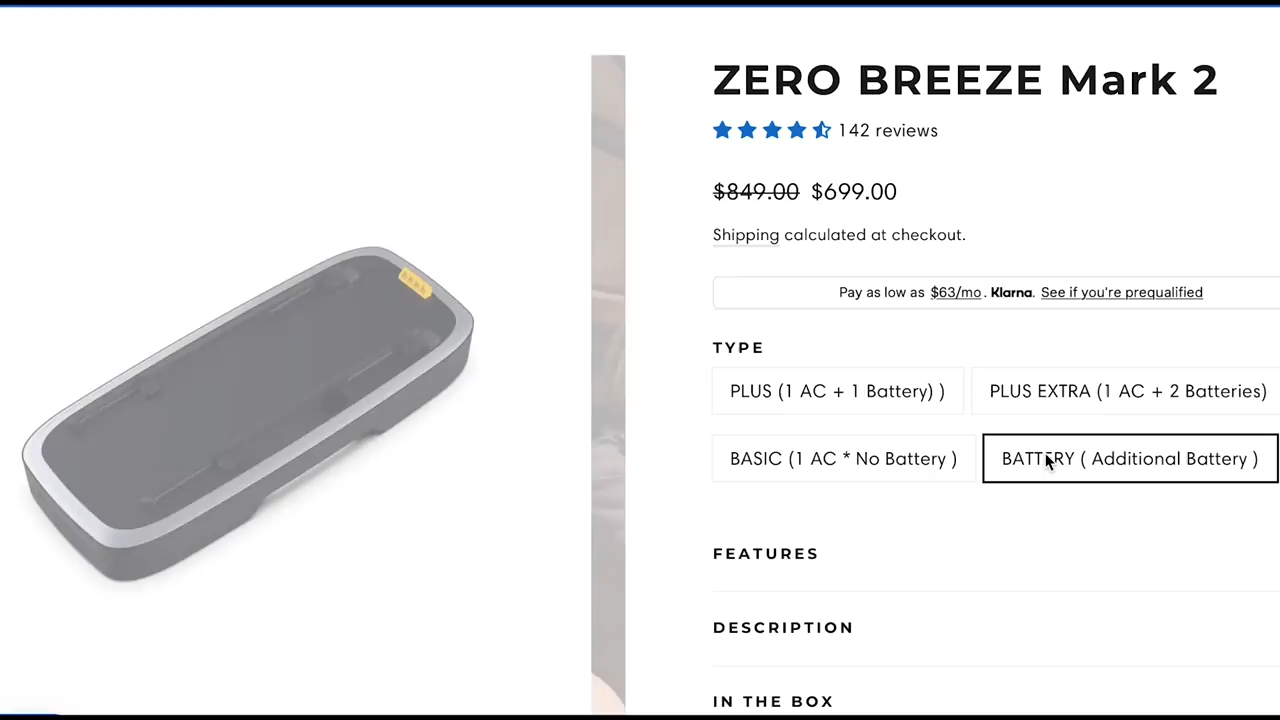 ZERO BREEZE Mark 2
142 reviews
$849.00 $699.00
Shipping calculated at checkout.
Pay as low as $63/mo. Klarna. See if you're prequalified
TYPE
PLUS (1 AC + 1 Battery) )
PLUS EXTRA (1 AC + 2 Batteries)
BASIC (1 AC * No Battery )
BATTERY ( Additional Battery )
FEATURES
DESCRIPTION
IN THE BOX